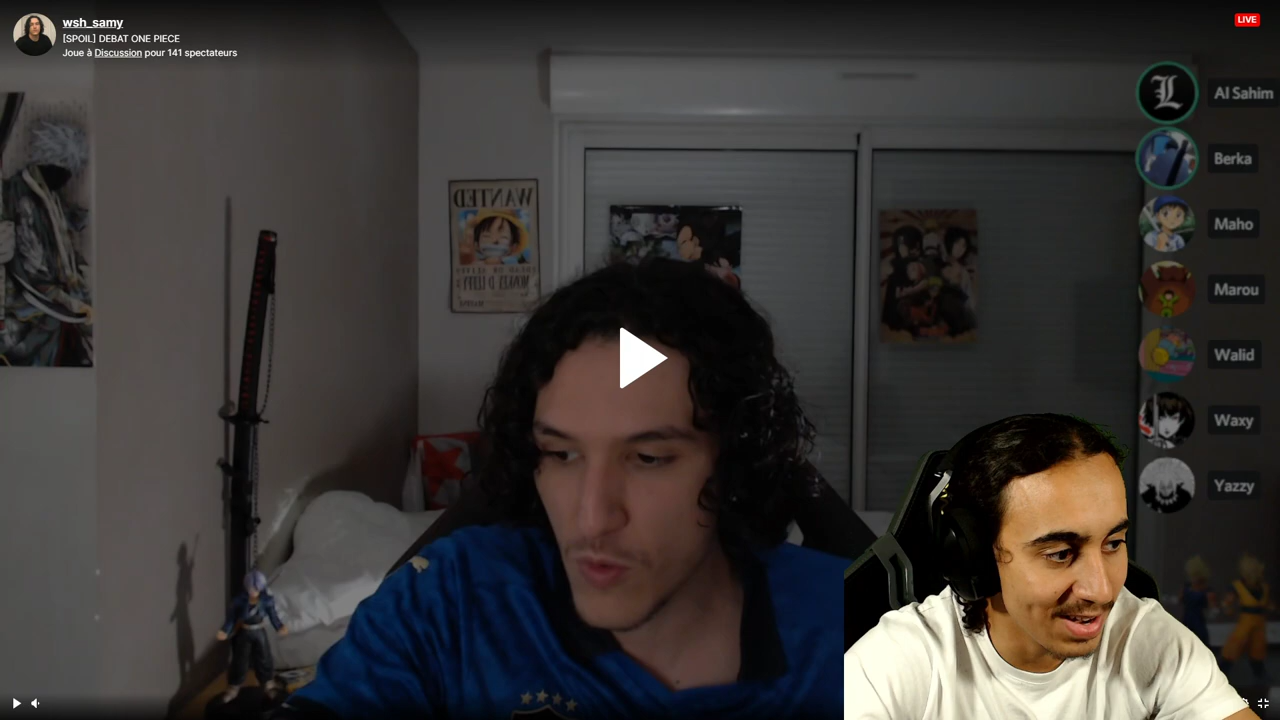 wsh_samy
[SPOIL] DEBAT ONE PIECE
Joue à Discussion pour 141 spectateurs
LIVE
Al Sahim
Berka
Maho
Marou
Walid
Waxy
Yazzy
WANTED